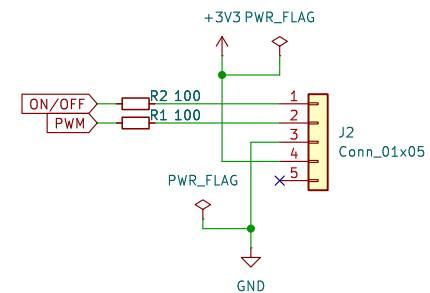 +3V3 PWR_FLAG
ON/OFF R2 100 1
PWM R1 100 2
3
J2
4
Conn_01x05
5
PWR_FLAG
GND